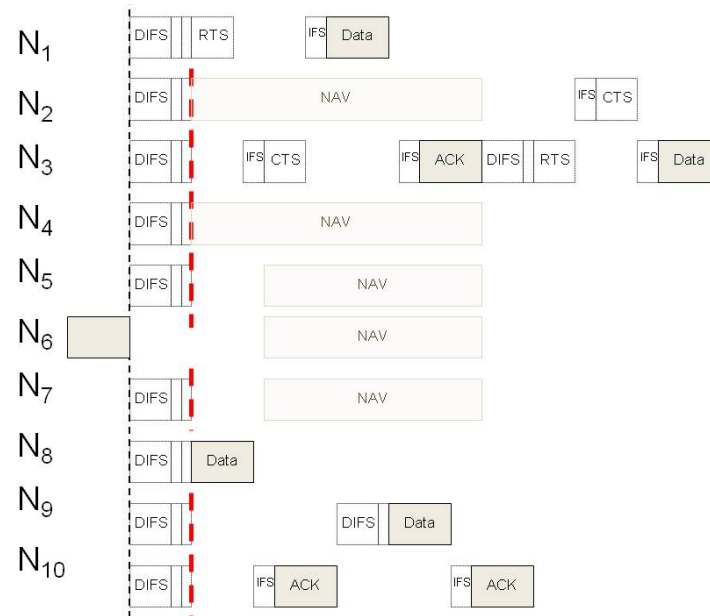 N1 DIFS RTS IFS Data
N2 DIFS NAV IFS CTS
N3 DIFS IFS CTS IFS ACK DIFS RTS IFS Data
N4 DIFS NAV
N5 DIFS NAV
N6 NAV
N7 DIFS NAV
N8 DIFS Data
N9 DIFS DIFS Data
N10 DIFS IFS ACK IFS ACK